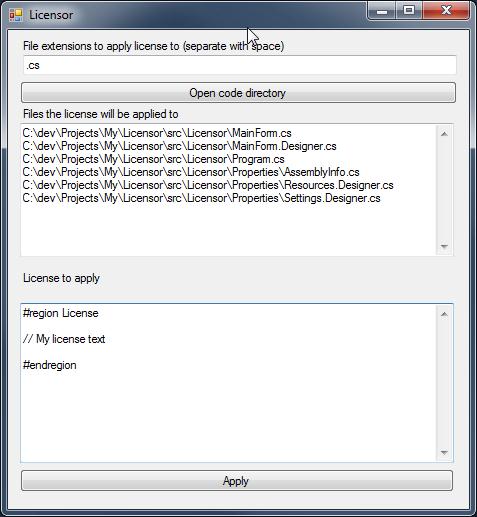 Licensor
File extensions to apply license to (separate with space)
.cs
Open code directory
Files the license will be applied to
C:\dev\Projects\My\Licensor\src\Licensor\MainForm.cs
C:\dev\Projects\My\Licensor\src\Licensor\MainForm.Designer.cs
C:\dev\Projects\My\Licensor\src\Licensor\Program.cs
C:\dev\Projects\My\Licensor\src\Licensor\Properties\AssemblyInfo.cs
C:\dev\Projects\My\Licensor\src\Licensor\Properties\Resources.Designer.cs
C:\dev\Projects\My\Licensor\src\Licensor\Properties\Settings.Designer.cs
License to apply
#region License
// My license text
#endregion
Apply